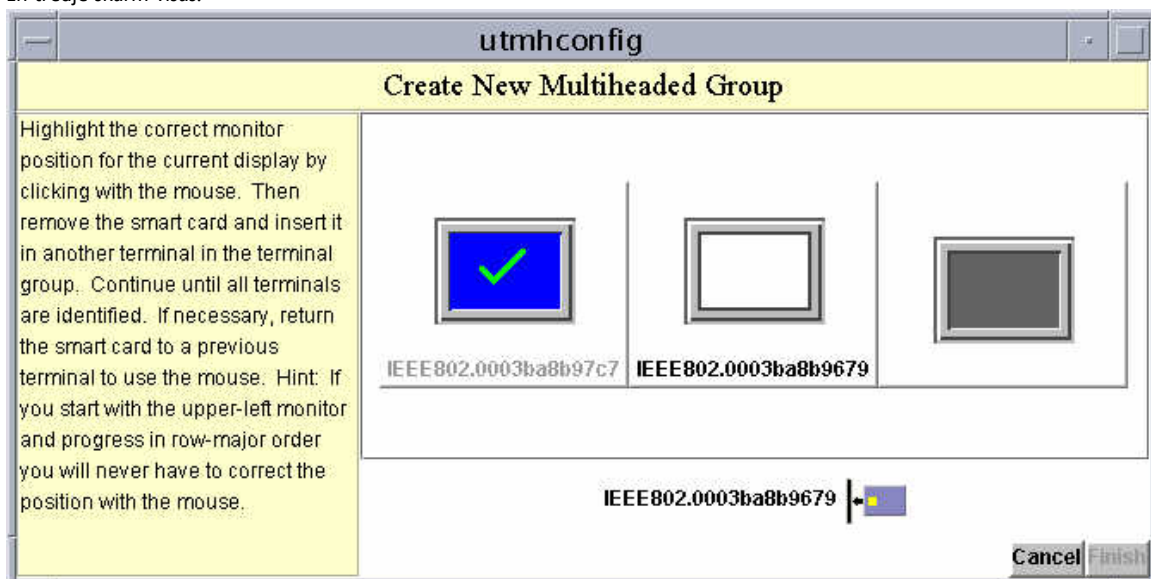 utmhconfig
Create New Multiheaded Group
Highlight the correct monitor
position for the current display by
clicking with the mouse. Then
remove the smart card and insert it
in another terminal in the terminal
group. Continue until all terminals
are identified. If necessary, return
the smart card to a previous
terminal to use the mouse. Hint: If
you start with the upper-left monitor
and progress in row-major order
you will never have to correct the
position with the mouse.
IEEE802.0003ba8b97c7
IEEE802.0003ba8b9679
IEEE802.0003ba8b9679
Cancel
Finish